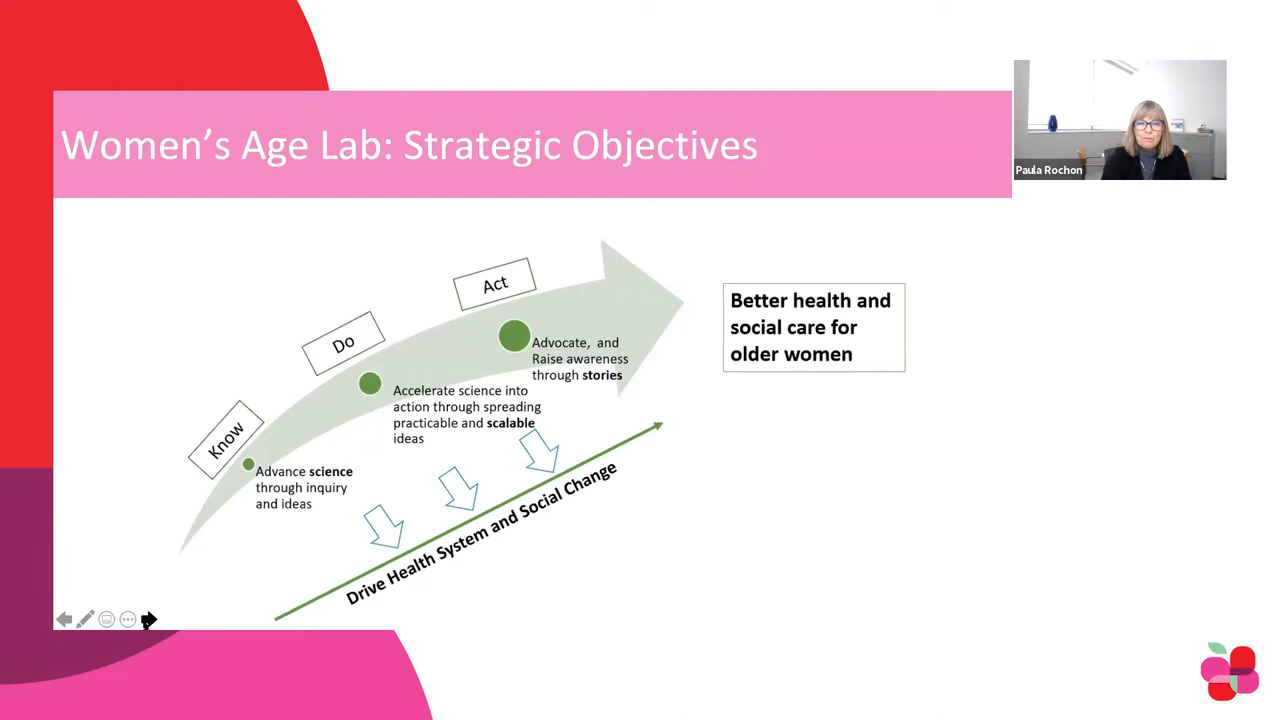 Women's Age Lab: Strategic Objectives
Paula Rochon
Act
Do
Know
Advocate, and
Raise awareness
through stories
Accelerate science into
action through spreading
practicable and scalable
ideas
Advance science
through inquiry
and ideas
Drive Health System and Social Change
Better health and
social care for
older women